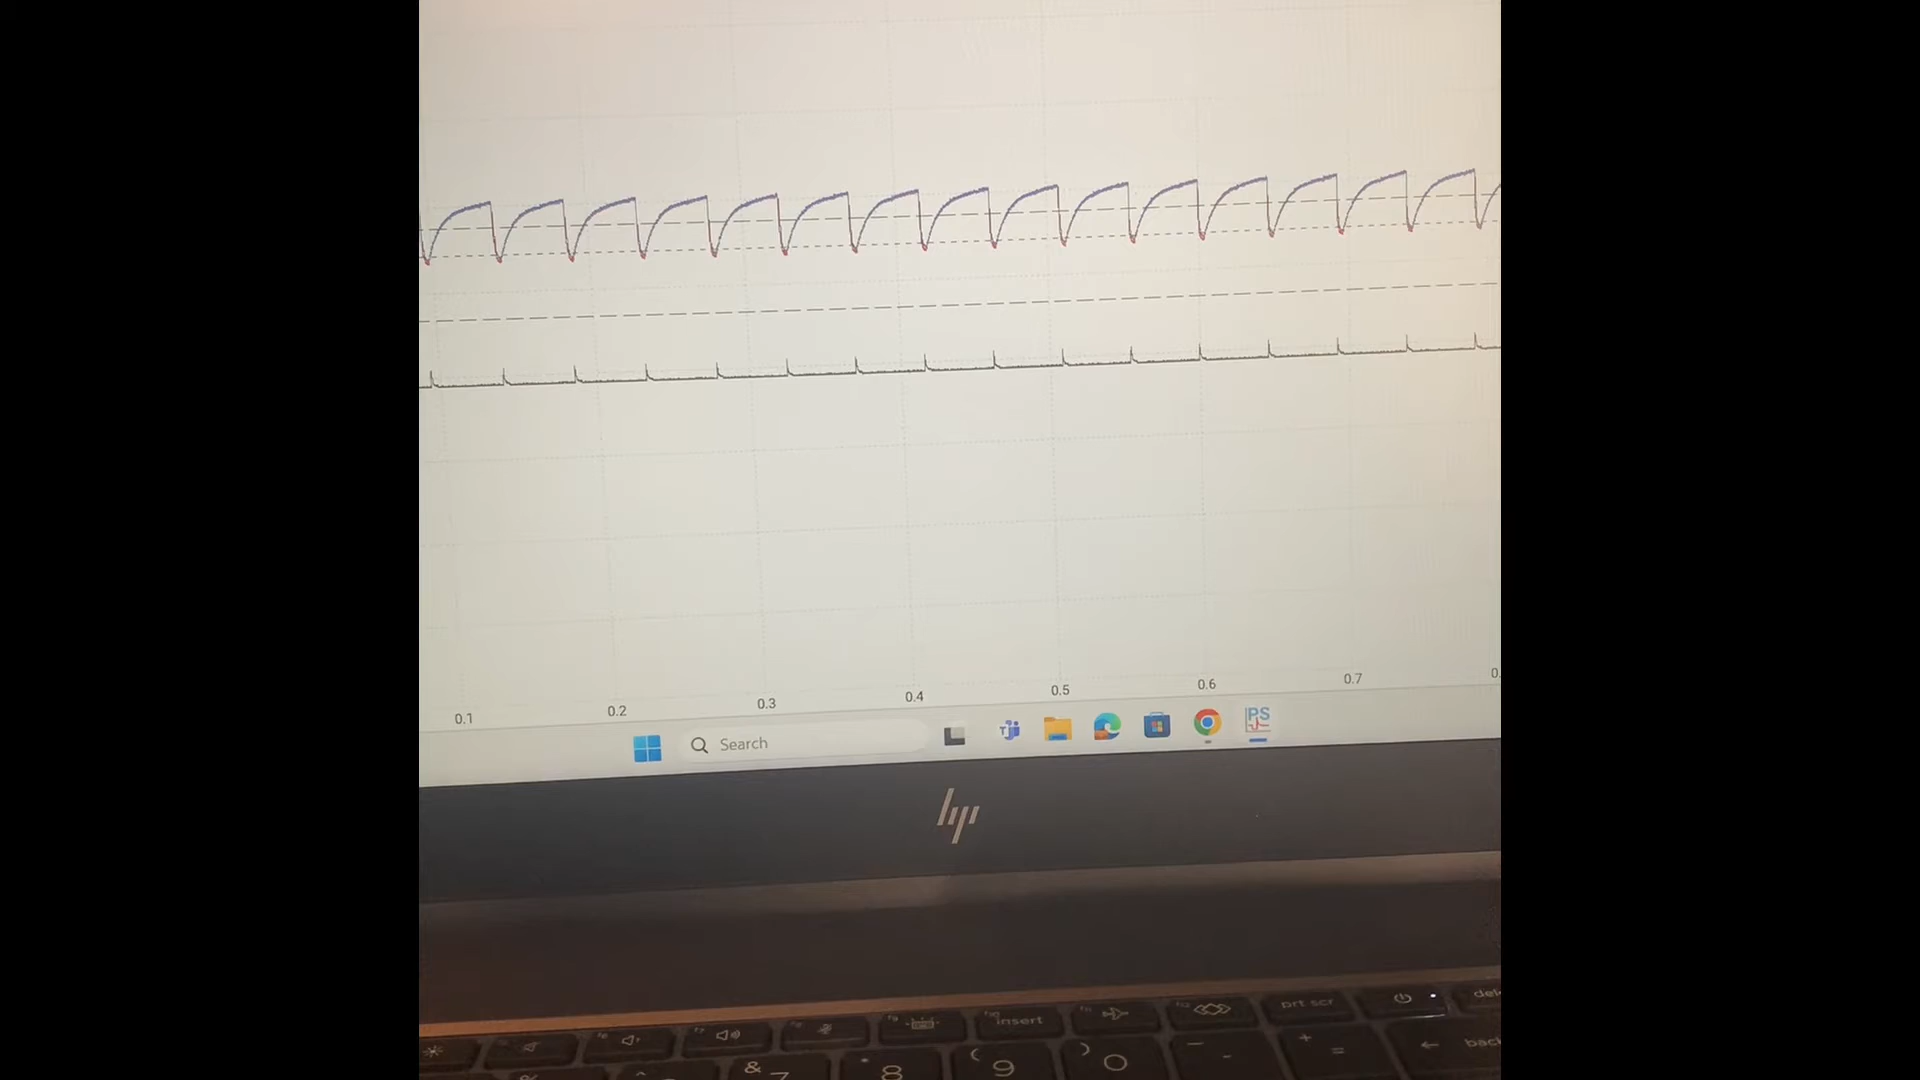 0.1 0.2 0.3 0.4 0.5 0.6 0.7
Search
PS
hp
insert
prt scr
&
7 8 ( 9 ) 0 - + =